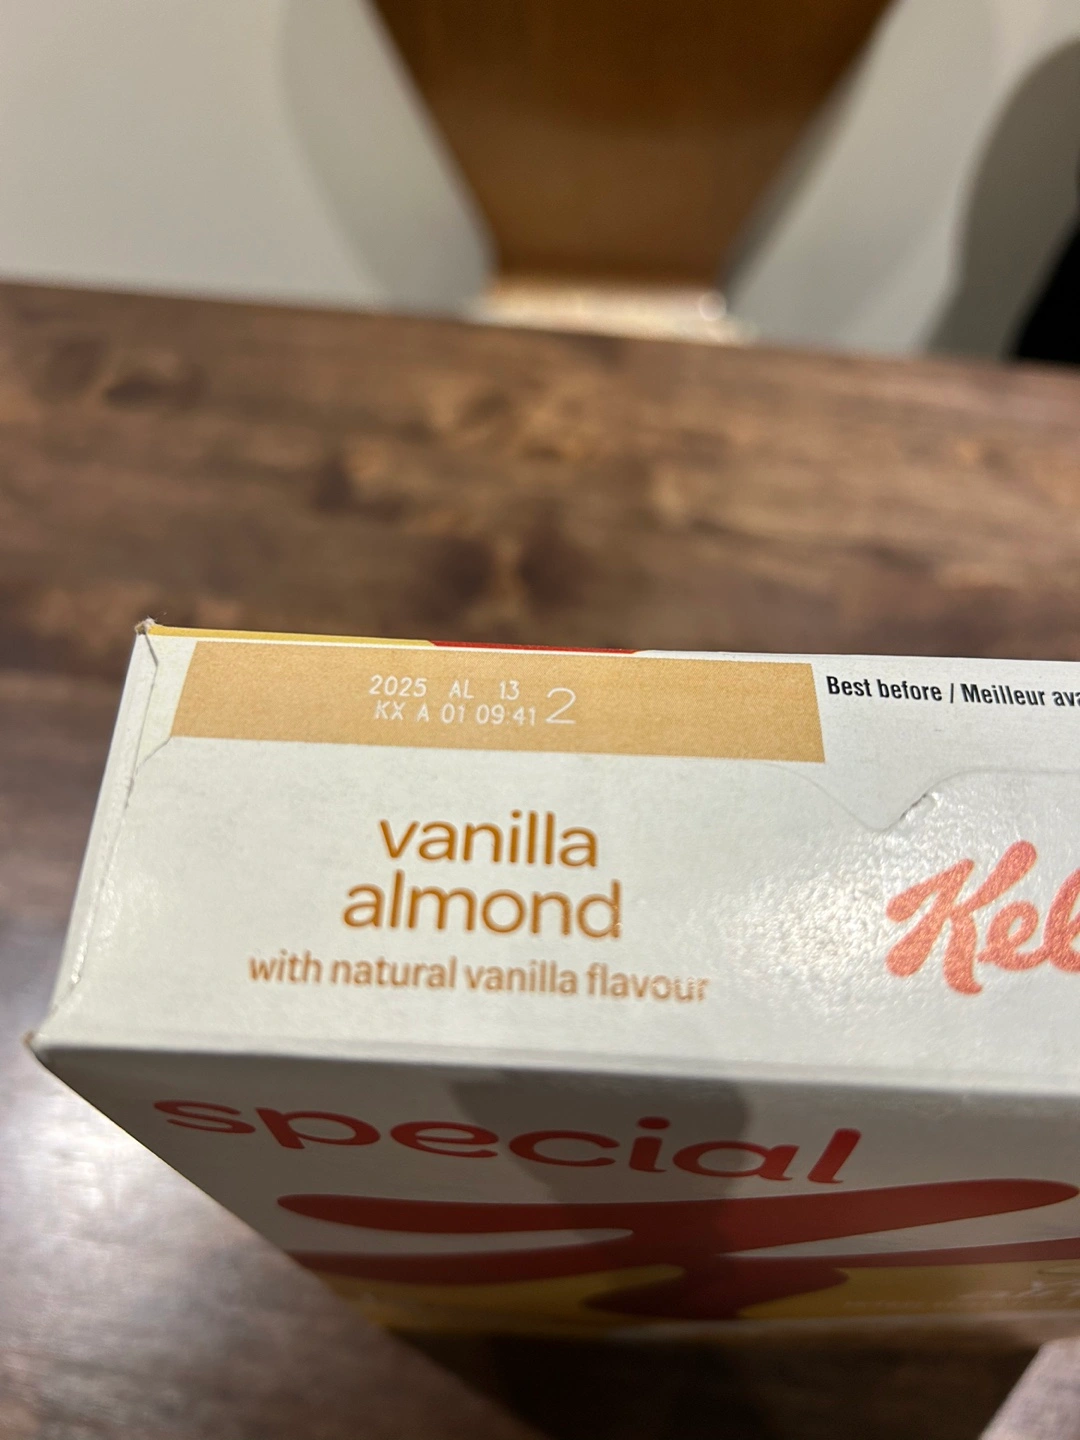 2025 AL 13
KX A 01 09:41 2
Best before / Meilleur ava
vanilla
almond
with natural vanilla flavour
Kel
special
K